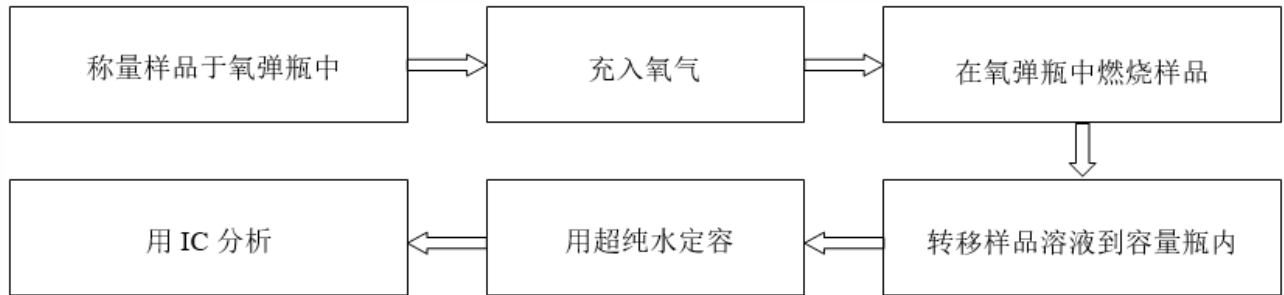 称量样品于氧弹瓶中
充入氧气
在氧弹瓶中燃烧样品
转移样品溶液到容量瓶内
用超纯水定容
用 IC 分析